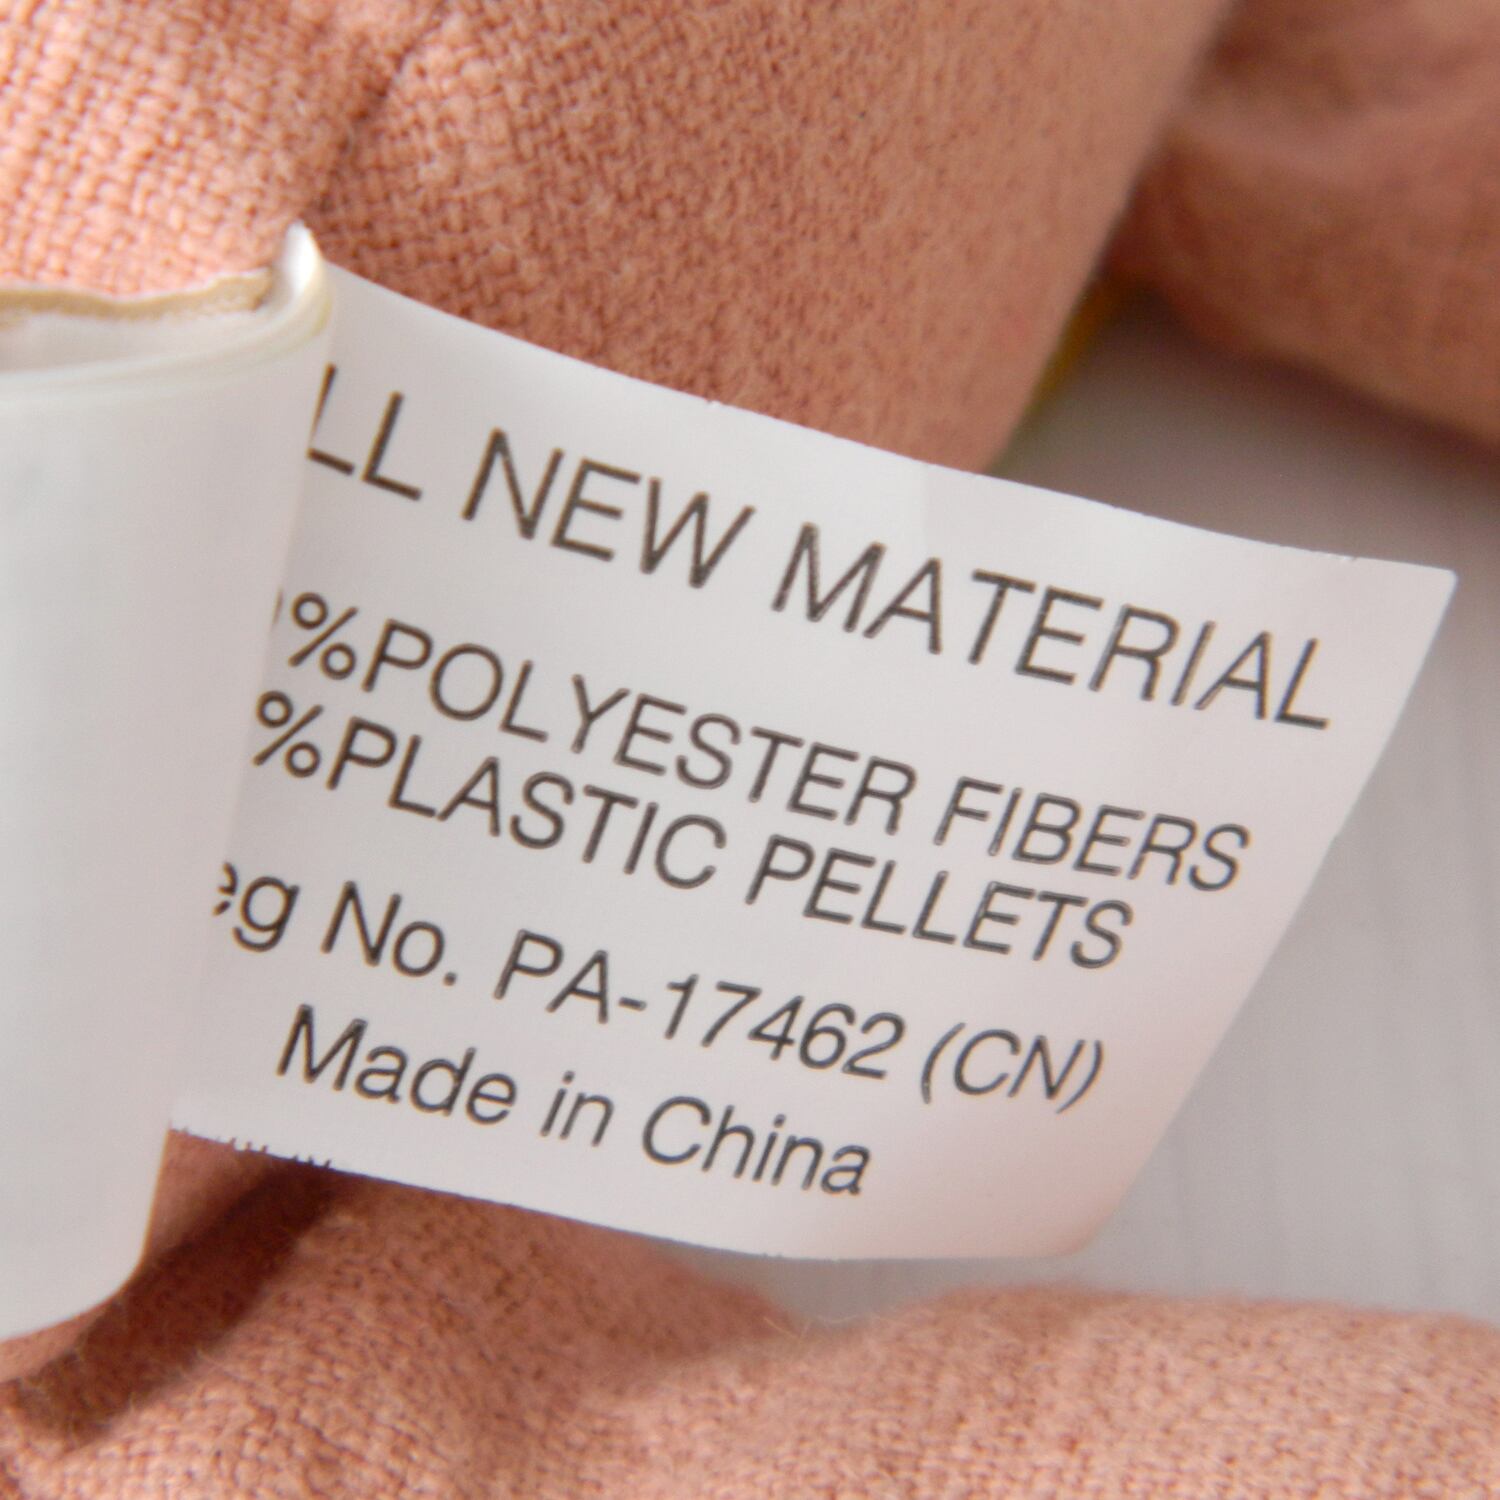 LL NEW MATERIAL
%POLYESTER FIBERS
%PLASTIC PELLETS
eg No. PA-17462 (CN)
Made in China